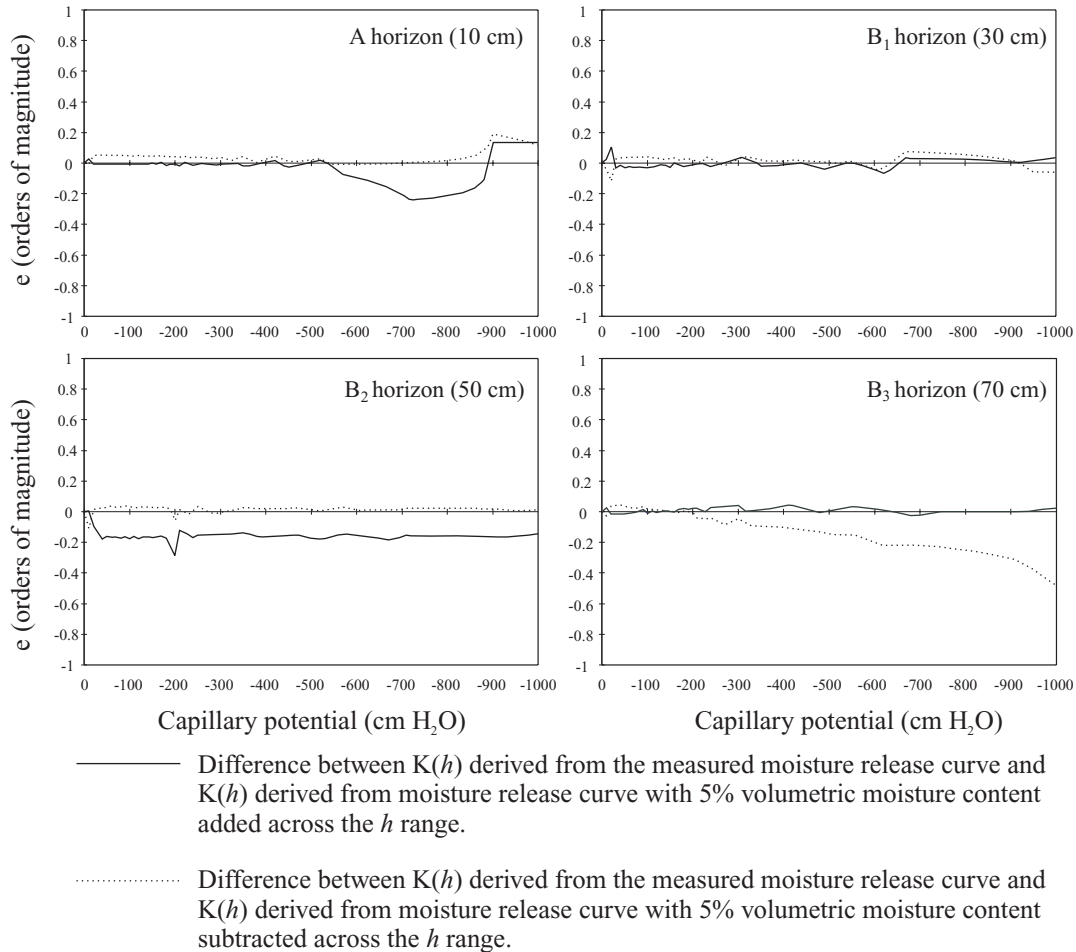 A horizon (10 cm)
1
0.8
0.6
0.4
0.2
0
-0.2
-0.4
-0.6
-0.8
-1
e (orders of magnitude)
0 -100 -200 -300 -400 -500 -600 -700 -800 -900 -1000
B₁ horizon (30 cm)
1
0.8
0.6
0.4
0.2
0
-0.2
-0.4
-0.6
-0.8
-1
0 -100 -200 -300 -400 -500 -600 -700 -800 -900 -1000
B₂ horizon (50 cm)
1
0.8
0.6
0.4
0.2
0
-0.2
-0.4
-0.6
-0.8
-1
e (orders of magnitude)
0 -100 -200 -300 -400 -500 -600 -700 -800 -900 -1000
Capillary potential (cm H₂O)
B₃ horizon (70 cm)
1
0.8
0.6
0.4
0.2
0
-0.2
-0.4
-0.6
-0.8
-1
0 -100 -200 -300 -400 -500 -600 -700 -800 -900 -1000
Capillary potential (cm H₂O)
Difference between K(h) derived from the measured moisture release curve and
K(h) derived from moisture release curve with 5% volumetric moisture content
added across the h range.
Difference between K(h) derived from the measured moisture release curve and
K(h) derived from moisture release curve with 5% volumetric moisture content
subtracted across the h range.